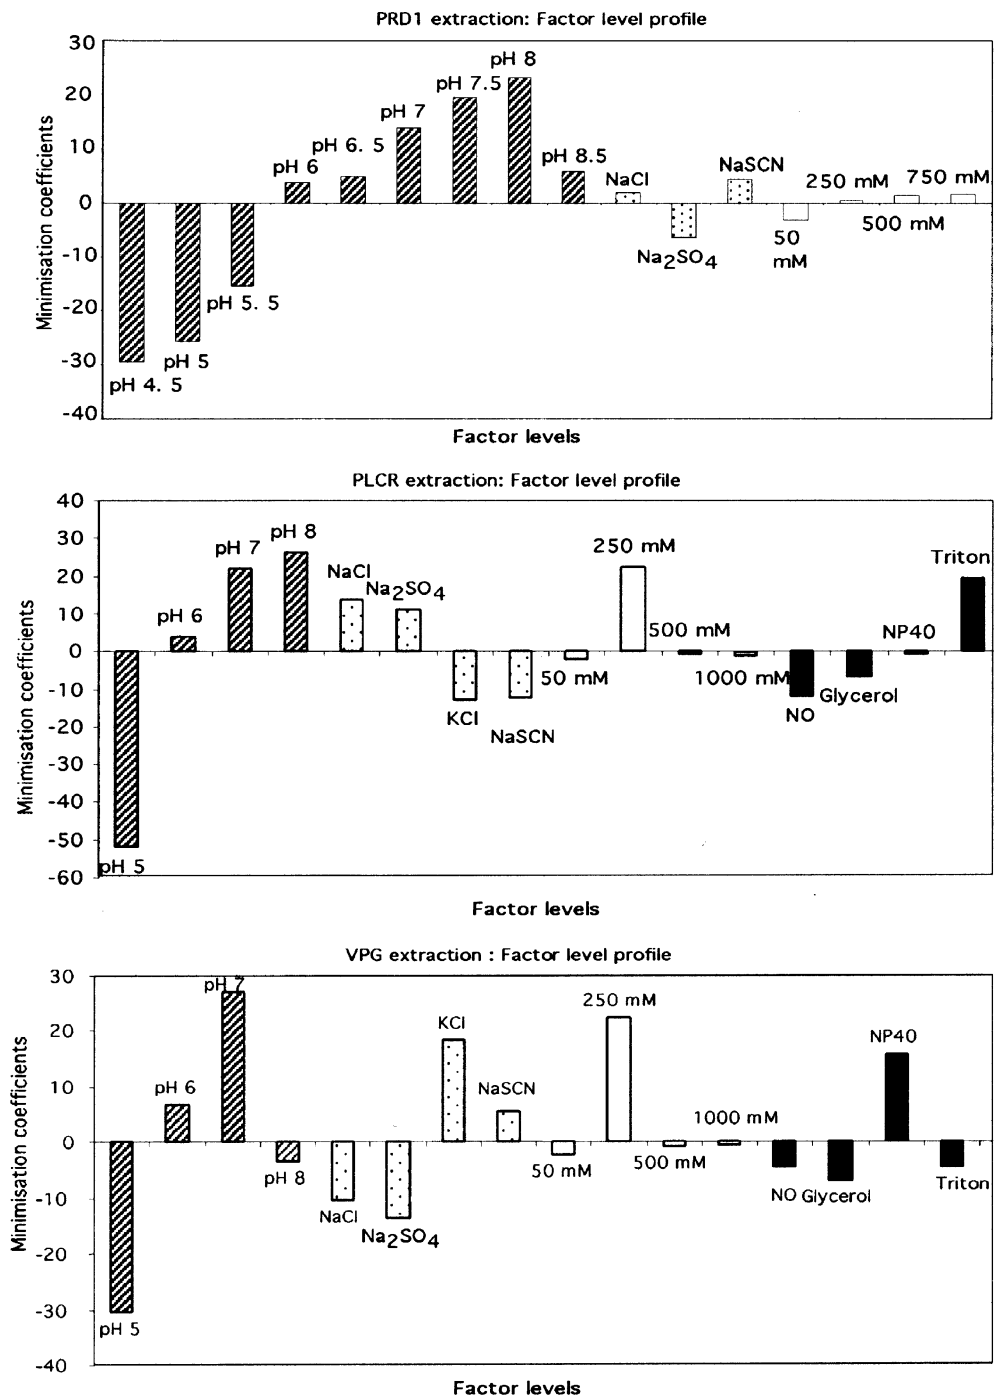 PRD1 extraction: Factor level profile
Minimisation coefficients
30
20
10
0
-10
-20
-30
-40
pH 4. 5
pH 5
pH 5. 5
pH 6
pH 6. 5
pH 7
pH 7.5
pH 8
pH 8.5
NaCl
Na2SO4
NaSCN
50
mM
250 mM
500 mM
750 mM
Factor levels
PLCR extraction: Factor level profile
Minimisation coefficients
40
30
20
10
0
-10
-20
-30
-40
-50
-60
pH 5
pH 6
pH 7
pH 8
NaCl
Na2SO4
KCl
NaSCN
50 mM
250 mM
500 mM
1000 mM
NO
Glycerol
NP40
Triton
Factor levels
VPG extraction : Factor level profile
Minimisation coefficients
30
20
10
0
-10
-20
-30
-40
pH 5
pH 6
pH 7
pH 8
NaCl
Na2SO4
KCl
NaSCN
50 mM
250 mM
500 mM
1000 mM
NO
Glycerol
NP40
Triton
Factor levels